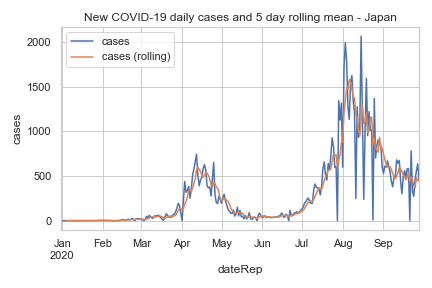 New COVID-19 daily cases and 5 day rolling mean - Japan
cases
cases (rolling)
2000
1500
1000
500
0
cases
Jan Feb Mar Apr May Jun Jul Aug Sep
2020
dateRep